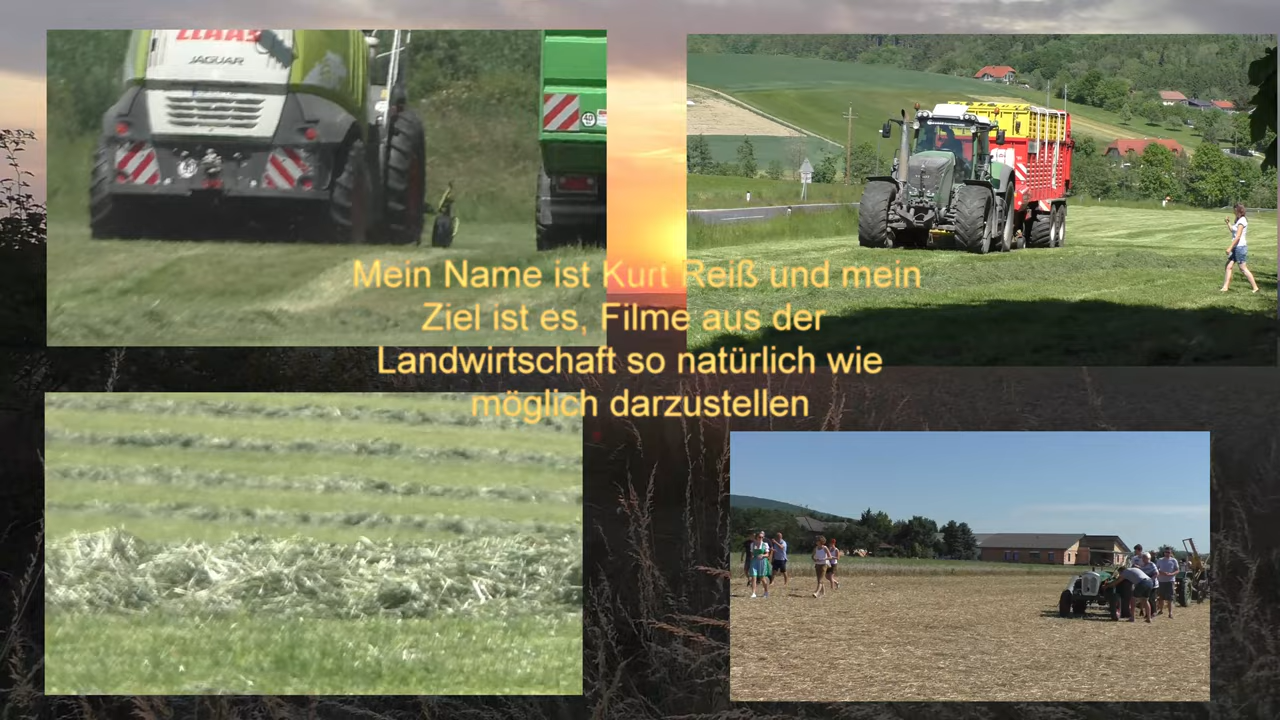 CLAAS
JAGUAR
40
Mein Name ist Kurt Reiß und mein
Ziel ist es, Filme aus der
Landwirtschaft so natürlich wie
möglich darzustellen